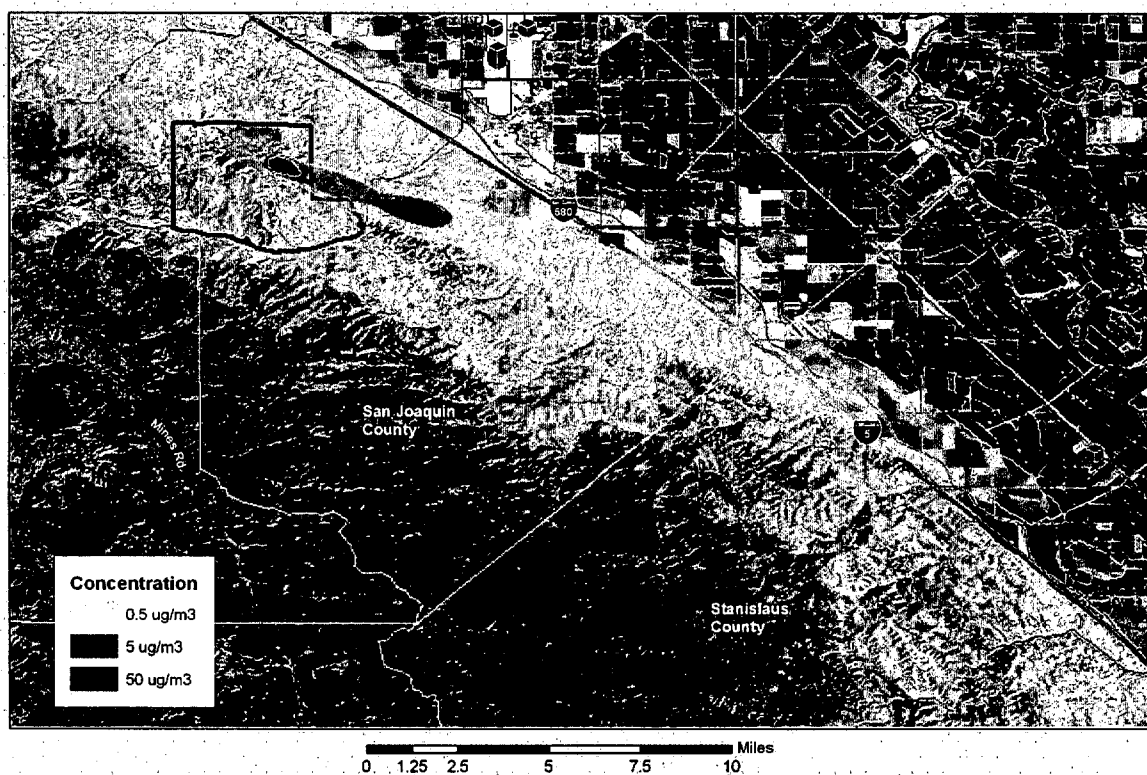 580
San Joaquin
County
Mines Rd.
5
Stanislaus
County
Concentration
0.5 ug/m3
5 ug/m3
50 ug/m3
Miles
0 1.25 2.5 5 7.5 10